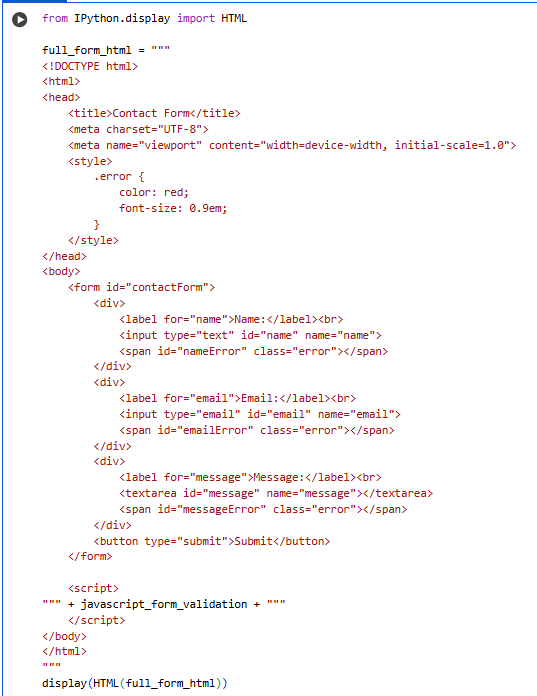 from IPython.display import HTML

full_form_html = """
<!DOCTYPE html>
<html>
<head>
    <title>Contact Form</title>
    <meta charset="UTF-8">
    <meta name="viewport" content="width=device-width, initial-scale=1.0">
    <style>
        .error {
            color: red;
            font-size: 0.9em;
        }
    </style>
</head>
<body>
    <form id="contactForm">
        <div>
            <label for="name">Name:</label><br>
            <input type="text" id="name" name="name">
            <span id="nameError" class="error"></span>
        </div>
        <div>
            <label for="email">Email:</label><br>
            <input type="email" id="email" name="email">
            <span id="emailError" class="error"></span>
        </div>
        <div>
            <label for="message">Message:</label><br>
            <textarea id="message" name="message"></textarea>
            <span id="messageError" class="error"></span>
        </div>
        <button type="submit">Submit</button>
    </form>

    <script>
""" + javascript_form_validation + """
    </script>
</body>
</html>
"""
display(HTML(full_form_html))